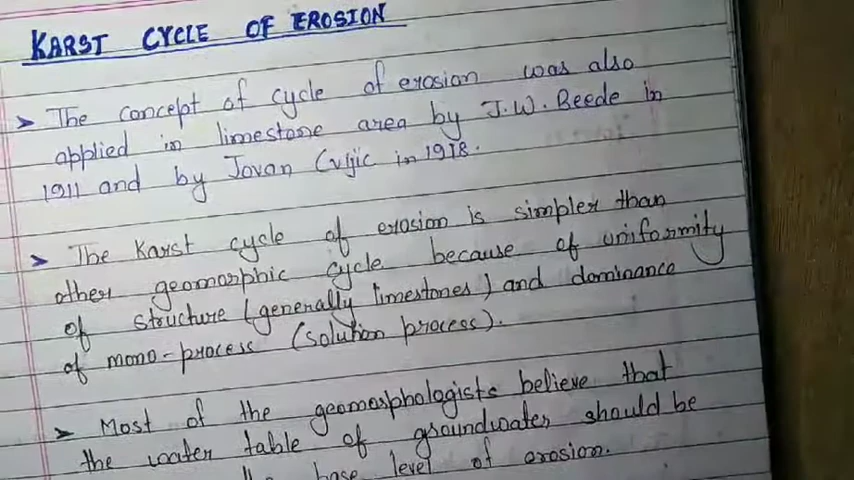 KARST CYCLE OF EROSION
➤ The concept of cycle of erosion was also
applied in limestone area by J.W. Beede in
1911 and by Jovan Cvijic in 1918.
➤ The Karst cycle of erosion is simpler than
other geomorphic cycle because of uniformity
of structure (generally limestones) and dominance
of mono-process (solution process).
➤ Most of the geomorphologists believe that
the water table of groundwater should be
base level of erosion.